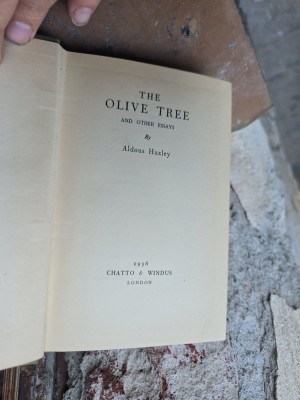 THE
OLIVE TREE
AND OTHER ESSAYS
By
Aldous Huxley
1936
CHATTO & WINDUS
LONDON